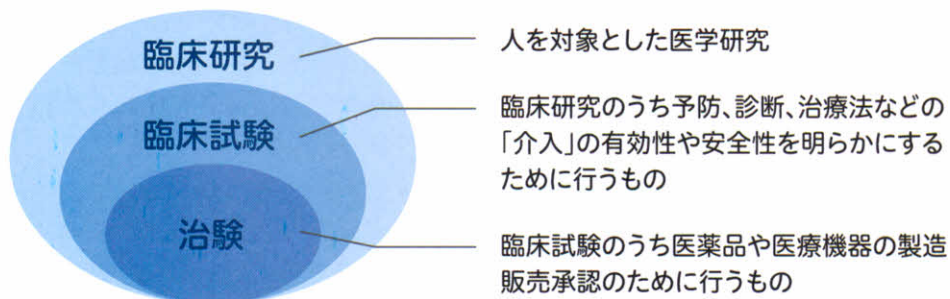 臨床研究
人を対象とした医学研究
臨床試験
臨床研究のうち予防、診断、治療法などの
「介入」の有効性や安全性を明らかにする
ために行うもの
治験
臨床試験のうち医薬品や医療機器の製造
販売承認のために行うもの